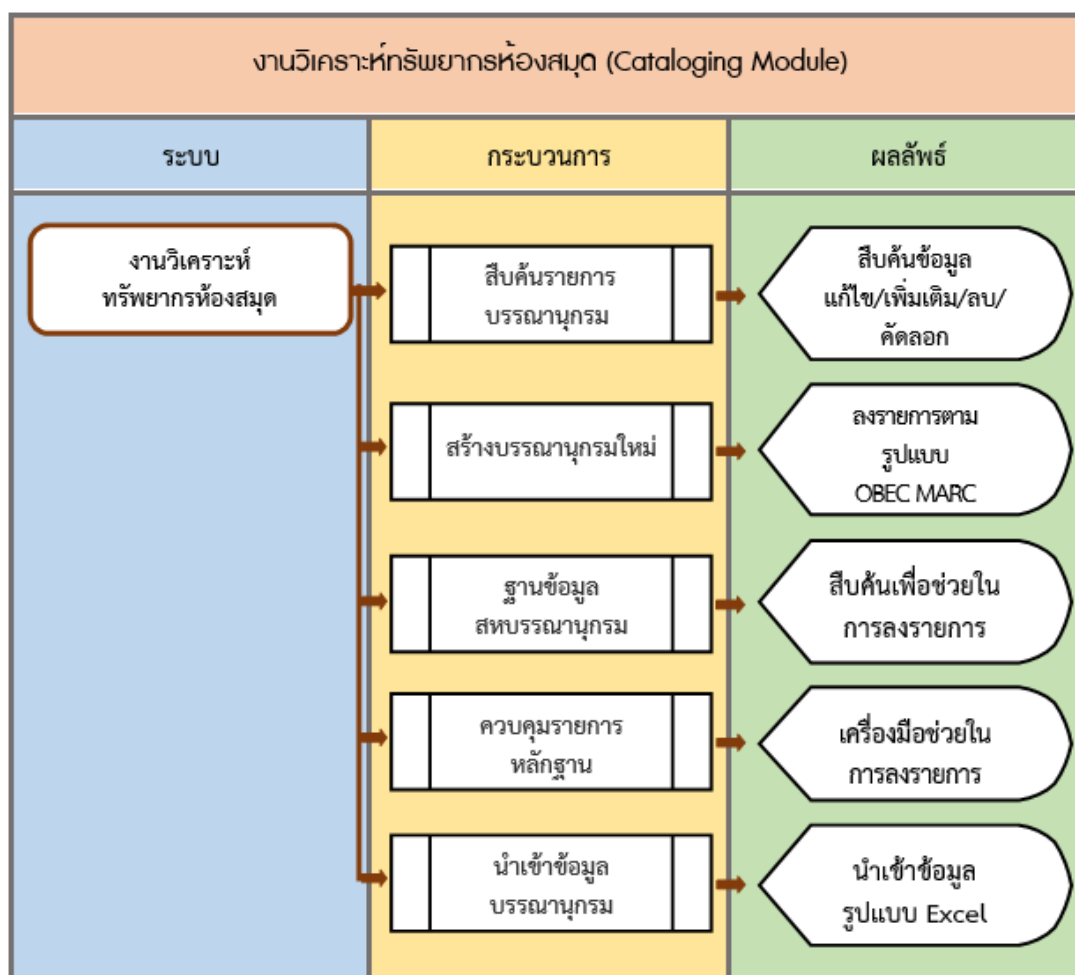 งานวิเคราะห์ทรัพยากรห้องสมุด (Cataloging Module)
ระบบ
กระบวนการ
ผลลัพธ์
งานวิเคราะห์
ทรัพยากรห้องสมุด
สืบค้นรายการ
บรรณานุกรม
สืบค้นข้อมูล
แก้ไข/เพิ่มเติม/ลบ/
คัดลอก
สร้างบรรณานุกรมใหม่
ลงรายการตาม
รูปแบบ
OBEC MARC
ฐานข้อมูล
สหบรรณานุกรม
สืบค้นเพื่อช่วยใน
การลงรายการ
ควบคุมรายการ
หลักฐาน
เครื่องมือช่วยใน
การลงรายการ
นำเข้าข้อมูล
บรรณานุกรม
นำเข้าข้อมูล
รูปแบบ Excel